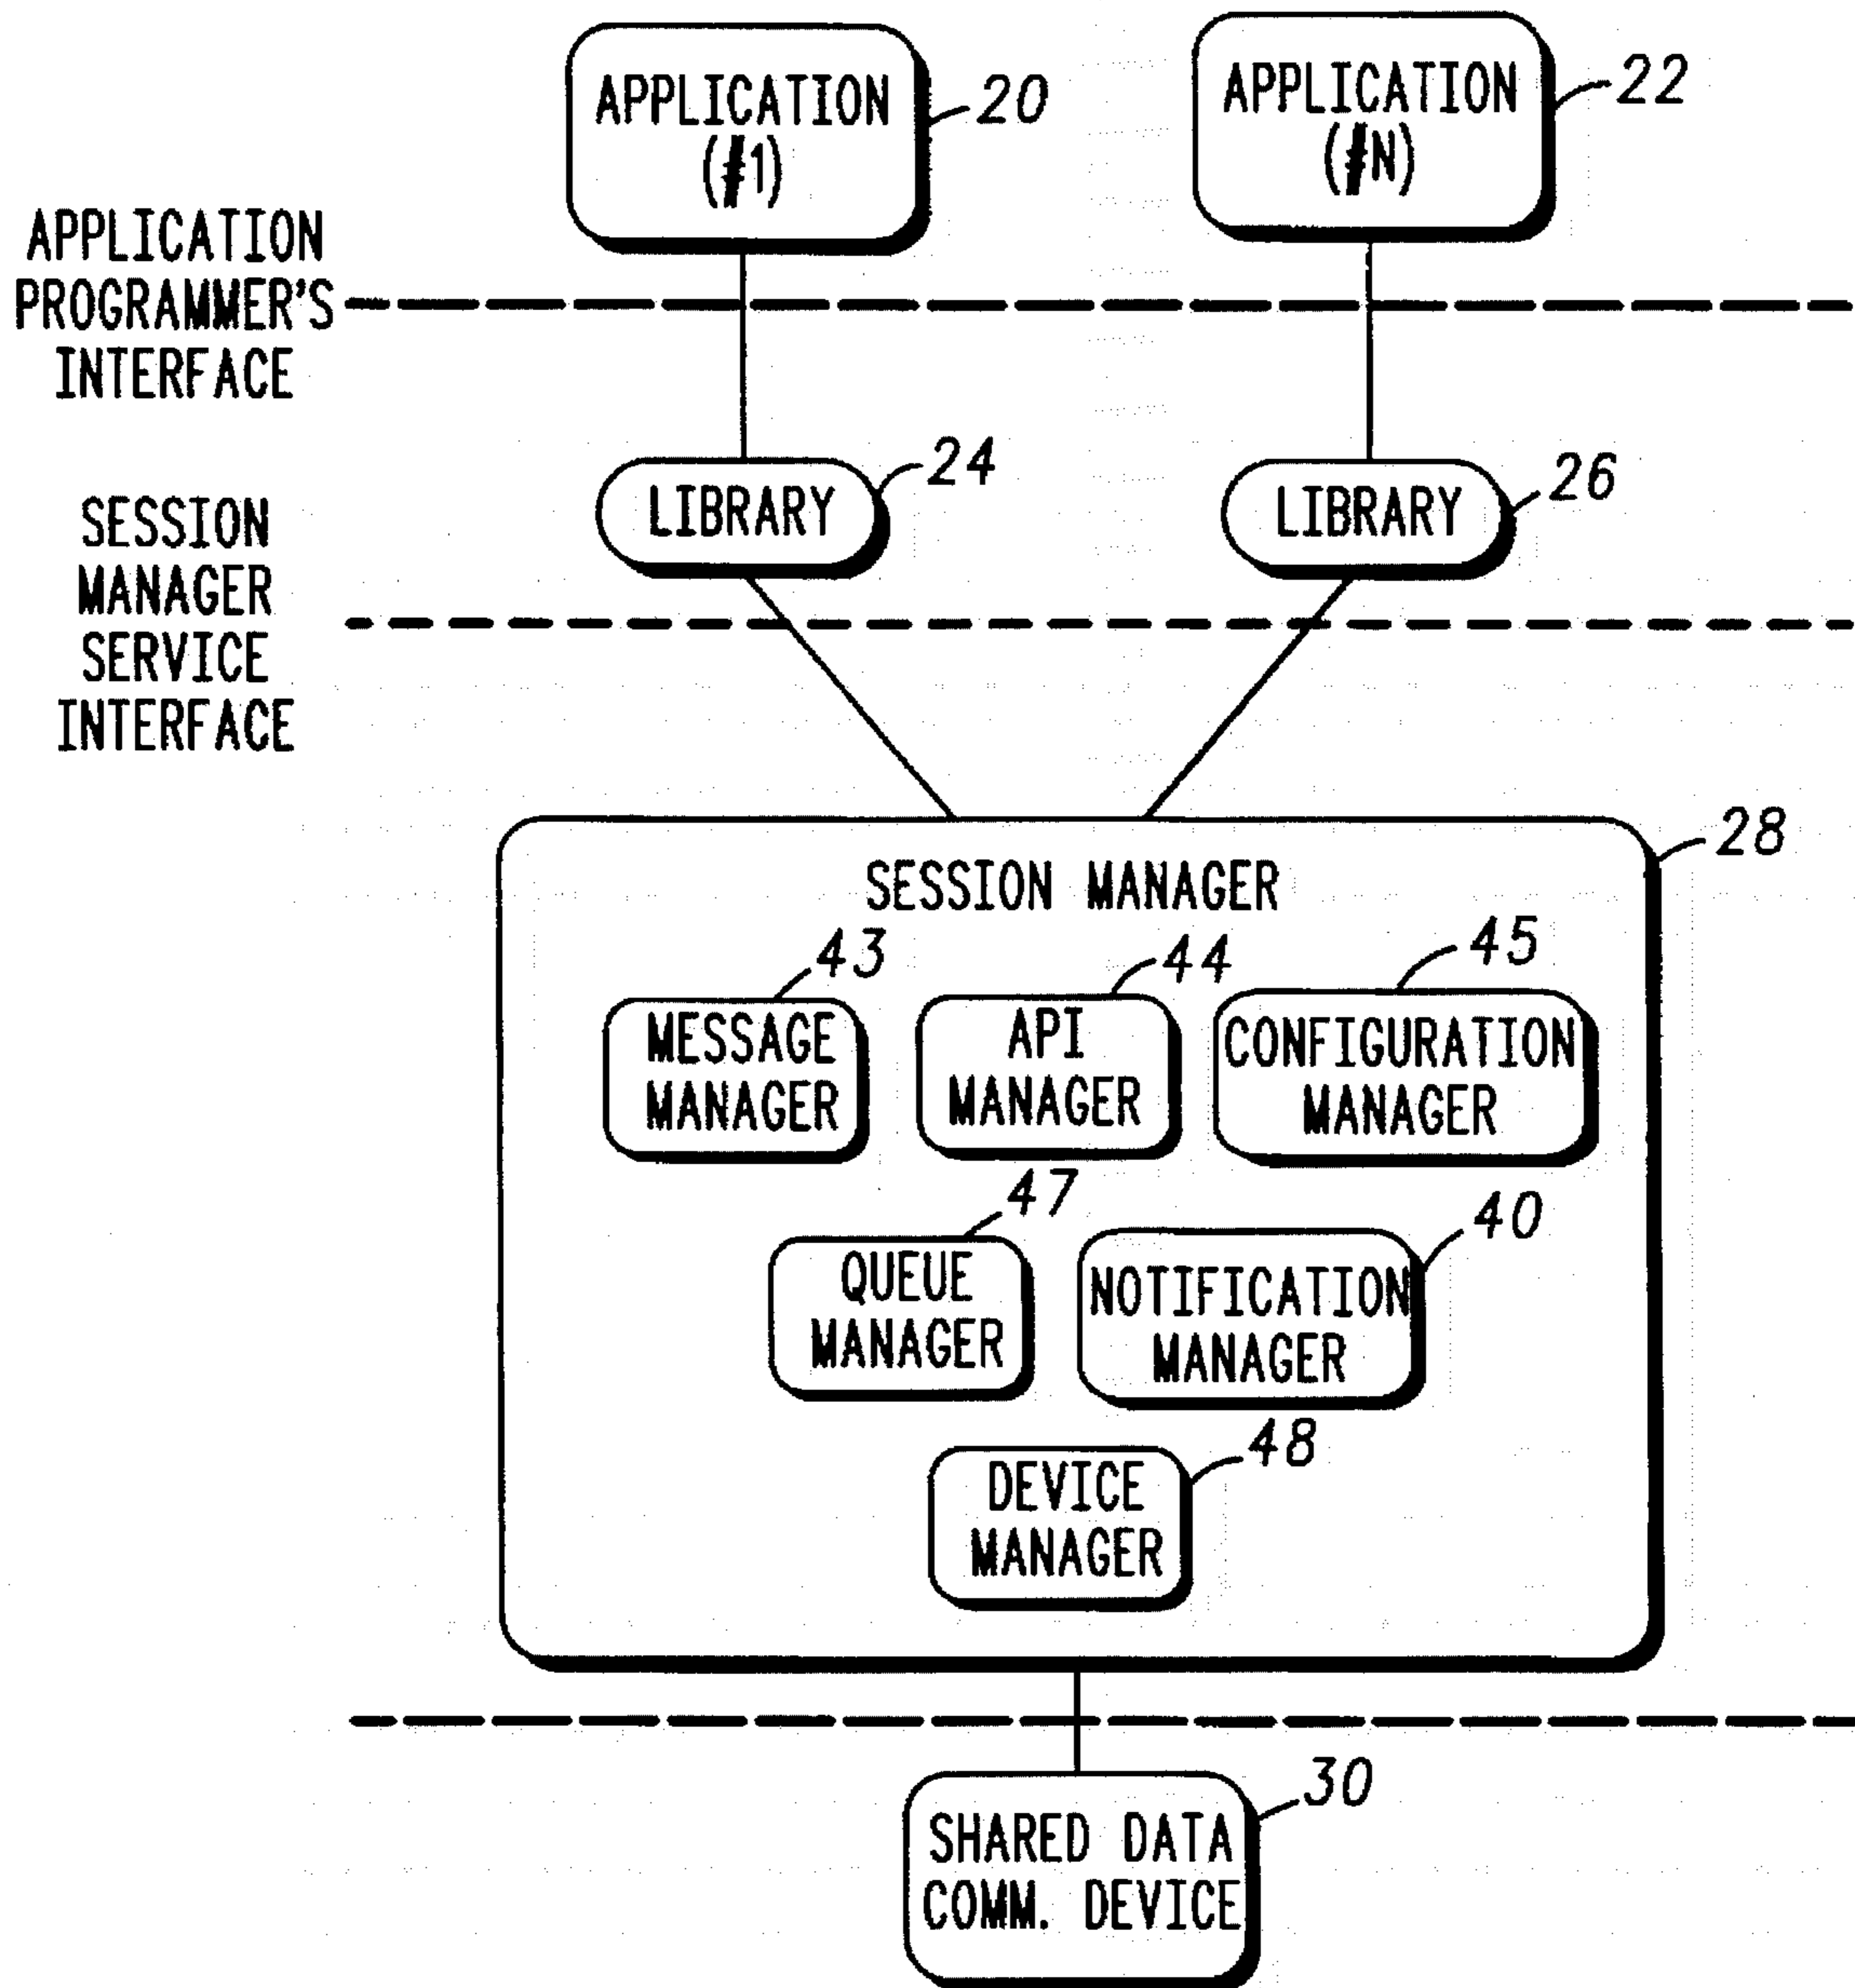 APPLICATION
(#1)
20
APPLICATION
(#N)
22
APPLICATION
PROGRAMMER'S
INTERFACE
LIBRARY
24
LIBRARY
26
SESSION
MANAGER
SERVICE
INTERFACE
28
SESSION MANAGER
43
MESSAGE
MANAGER
44
API
MANAGER
45
CONFIGURATION
MANAGER
47
QUEUE
MANAGER
40
NOTIFICATION
MANAGER
48
DEVICE
MANAGER
30
SHARED DATA
COMM. DEVICE